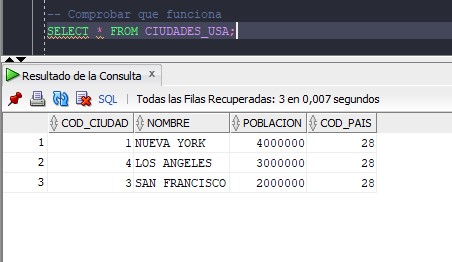 -- Comprobar que funciona
SELECT * FROM CIUDADES_USA;
Resultado de la Consulta x
SQL | Todas las Filas Recuperadas: 3 en 0,007 segundos
COD_CIUDAD NOMBRE POBLACION COD_PAIS
1 1 NUEVA YORK 4000000 28
2 4 LOS ANGELES 3000000 28
3 3 SAN FRANCISCO 2000000 28